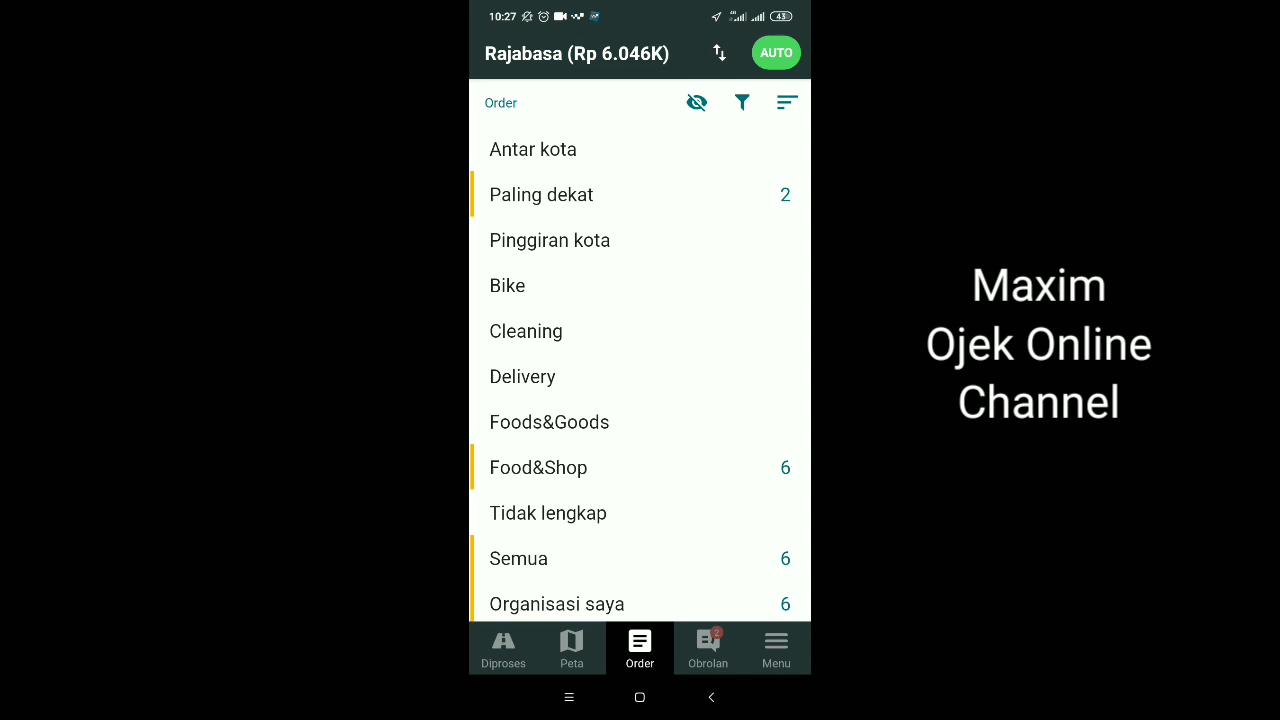 10:27
43
Rajabasa (Rp 6.046K)
AUTO
Order
Antar kota
Paling dekat 2
Pinggiran kota
Bike
Cleaning
Delivery
Foods&Goods
Food&Shop 6
Tidak lengkap
Semua 6
Organisasi saya 6
2
Diproses Peta Order Obrolan Menu
Maxim
Ojek Online
Channel